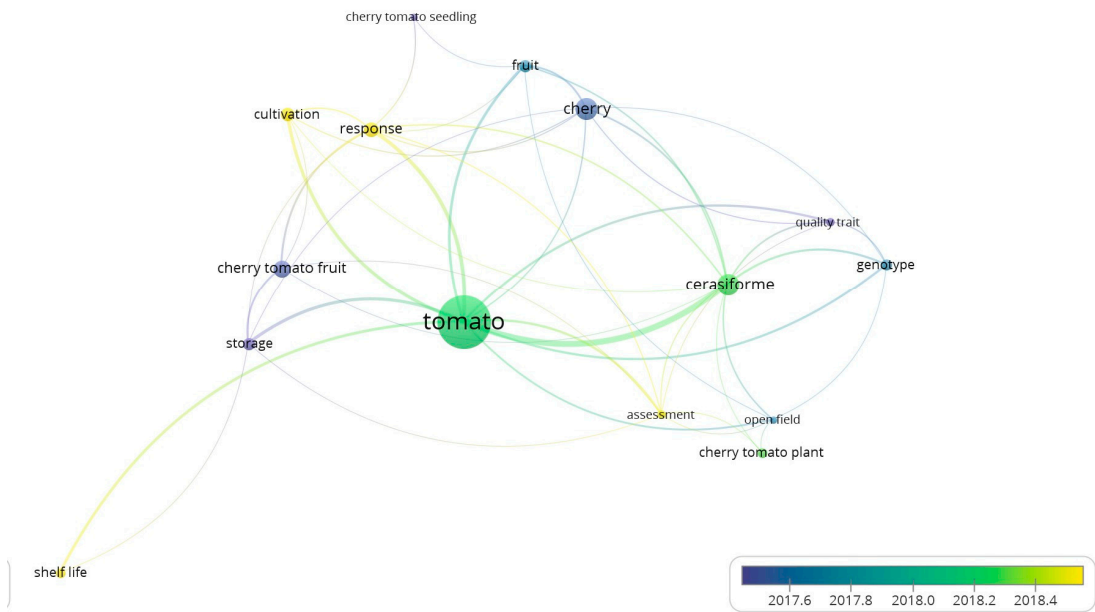 cherry tomato seedling
fruit
cherry
cultivation
response
quality trait
cherry tomato fruit
genotype
cerasiforme
tomato
storage
assessment
open field
cherry tomato plant
shelf life
2017.6 2017.8 2018.0 2018.2 2018.4